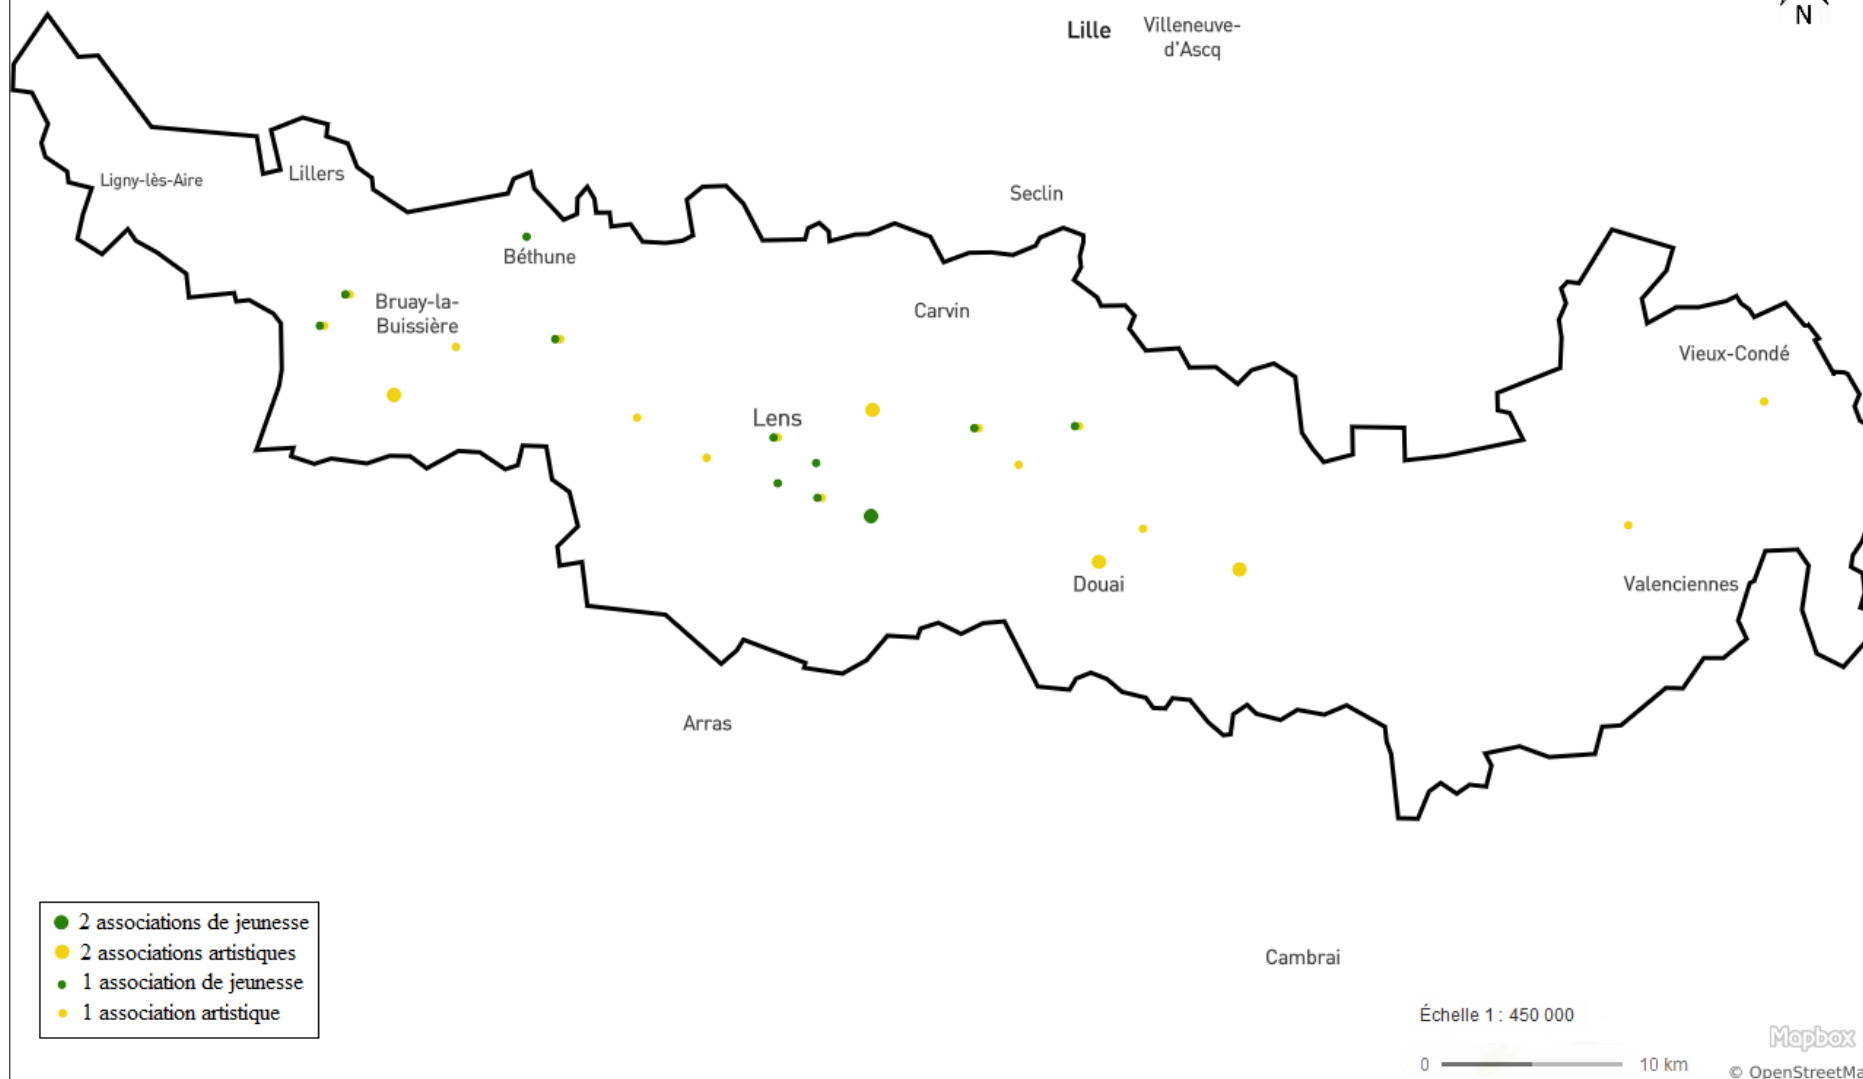 N
Lille
Villeneuve-
d'Ascq
Ligny-lès-Aire
Lillers
Seclin
Béthune
Bruay-la-
Buissière
Carvin
Vieux-Condé
Lens
Douai
Valenciennes
Arras
2 associations de jeunesse
2 associations artistiques
1 association de jeunesse
1 association artistique
Cambrai
Échelle 1 : 450 000
0 10 km
Mapbox
© OpenStreetMa